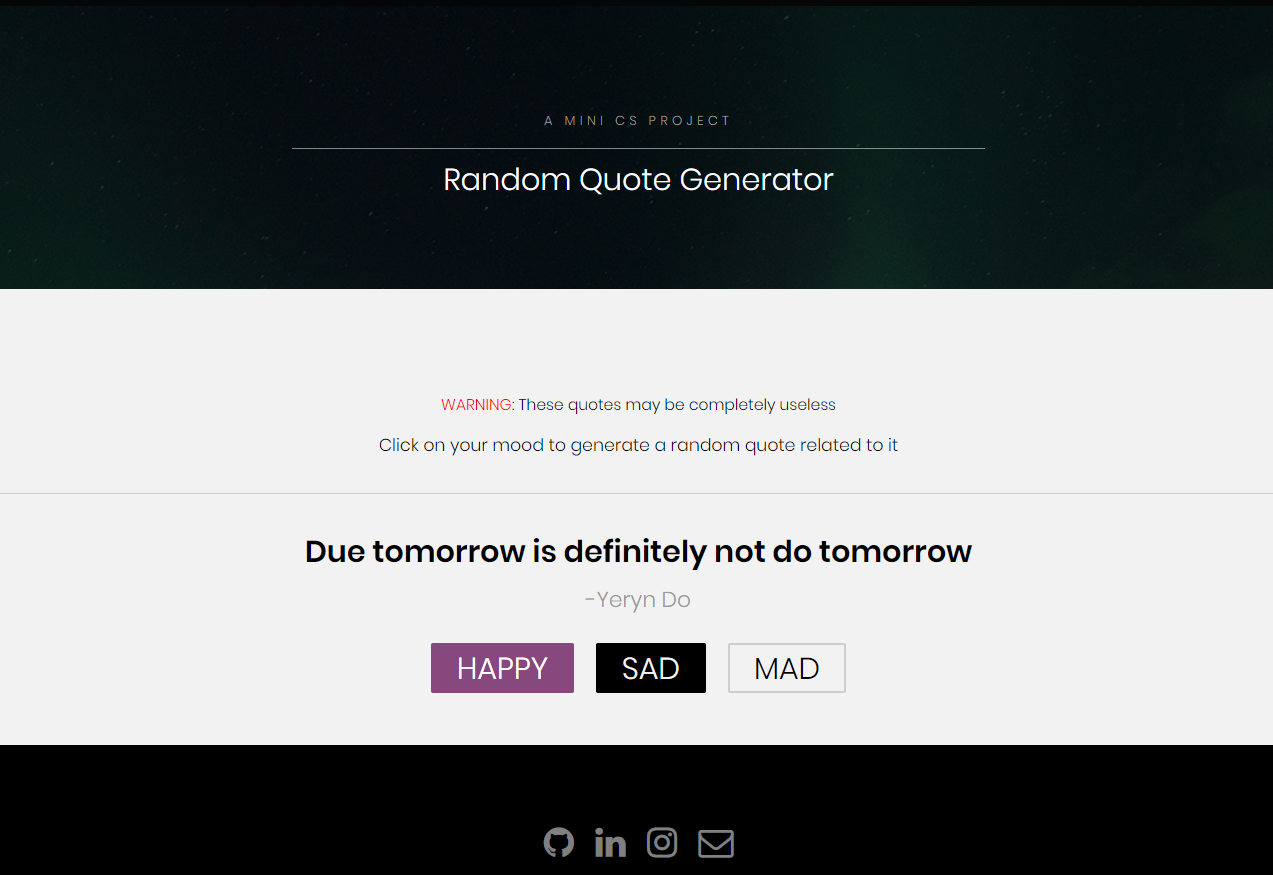 A MINI CS PROJECT
Random Quote Generator
WARNING: These quotes may be completely useless
Click on your mood to generate a random quote related to it
Due tomorrow is definitely not do tomorrow
-Yeryn Do
HAPPY SAD MAD